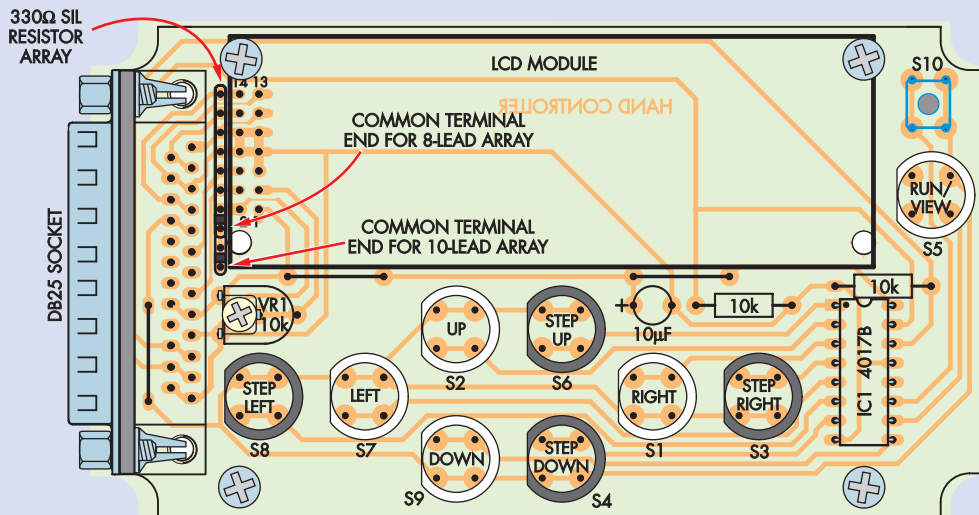 330Ω SIL
RESISTOR
ARRAY
LCD MODULE
S10
14 13
HAND CONTROLLER
COMMON TERMINAL
END FOR 8-LEAD ARRAY
RUN/
VIEW
S5
2 1
COMMON TERMINAL
END FOR 10-LEAD ARRAY
DB25 SOCKET
VR1
10k
UP
S2
STEP
UP
S6
+
10µF
10k
10k
IC1 4017B
STEP
LEFT
S8
LEFT
S7
RIGHT
S1
STEP
RIGHT
S3
DOWN
S9
STEP
DOWN
S4